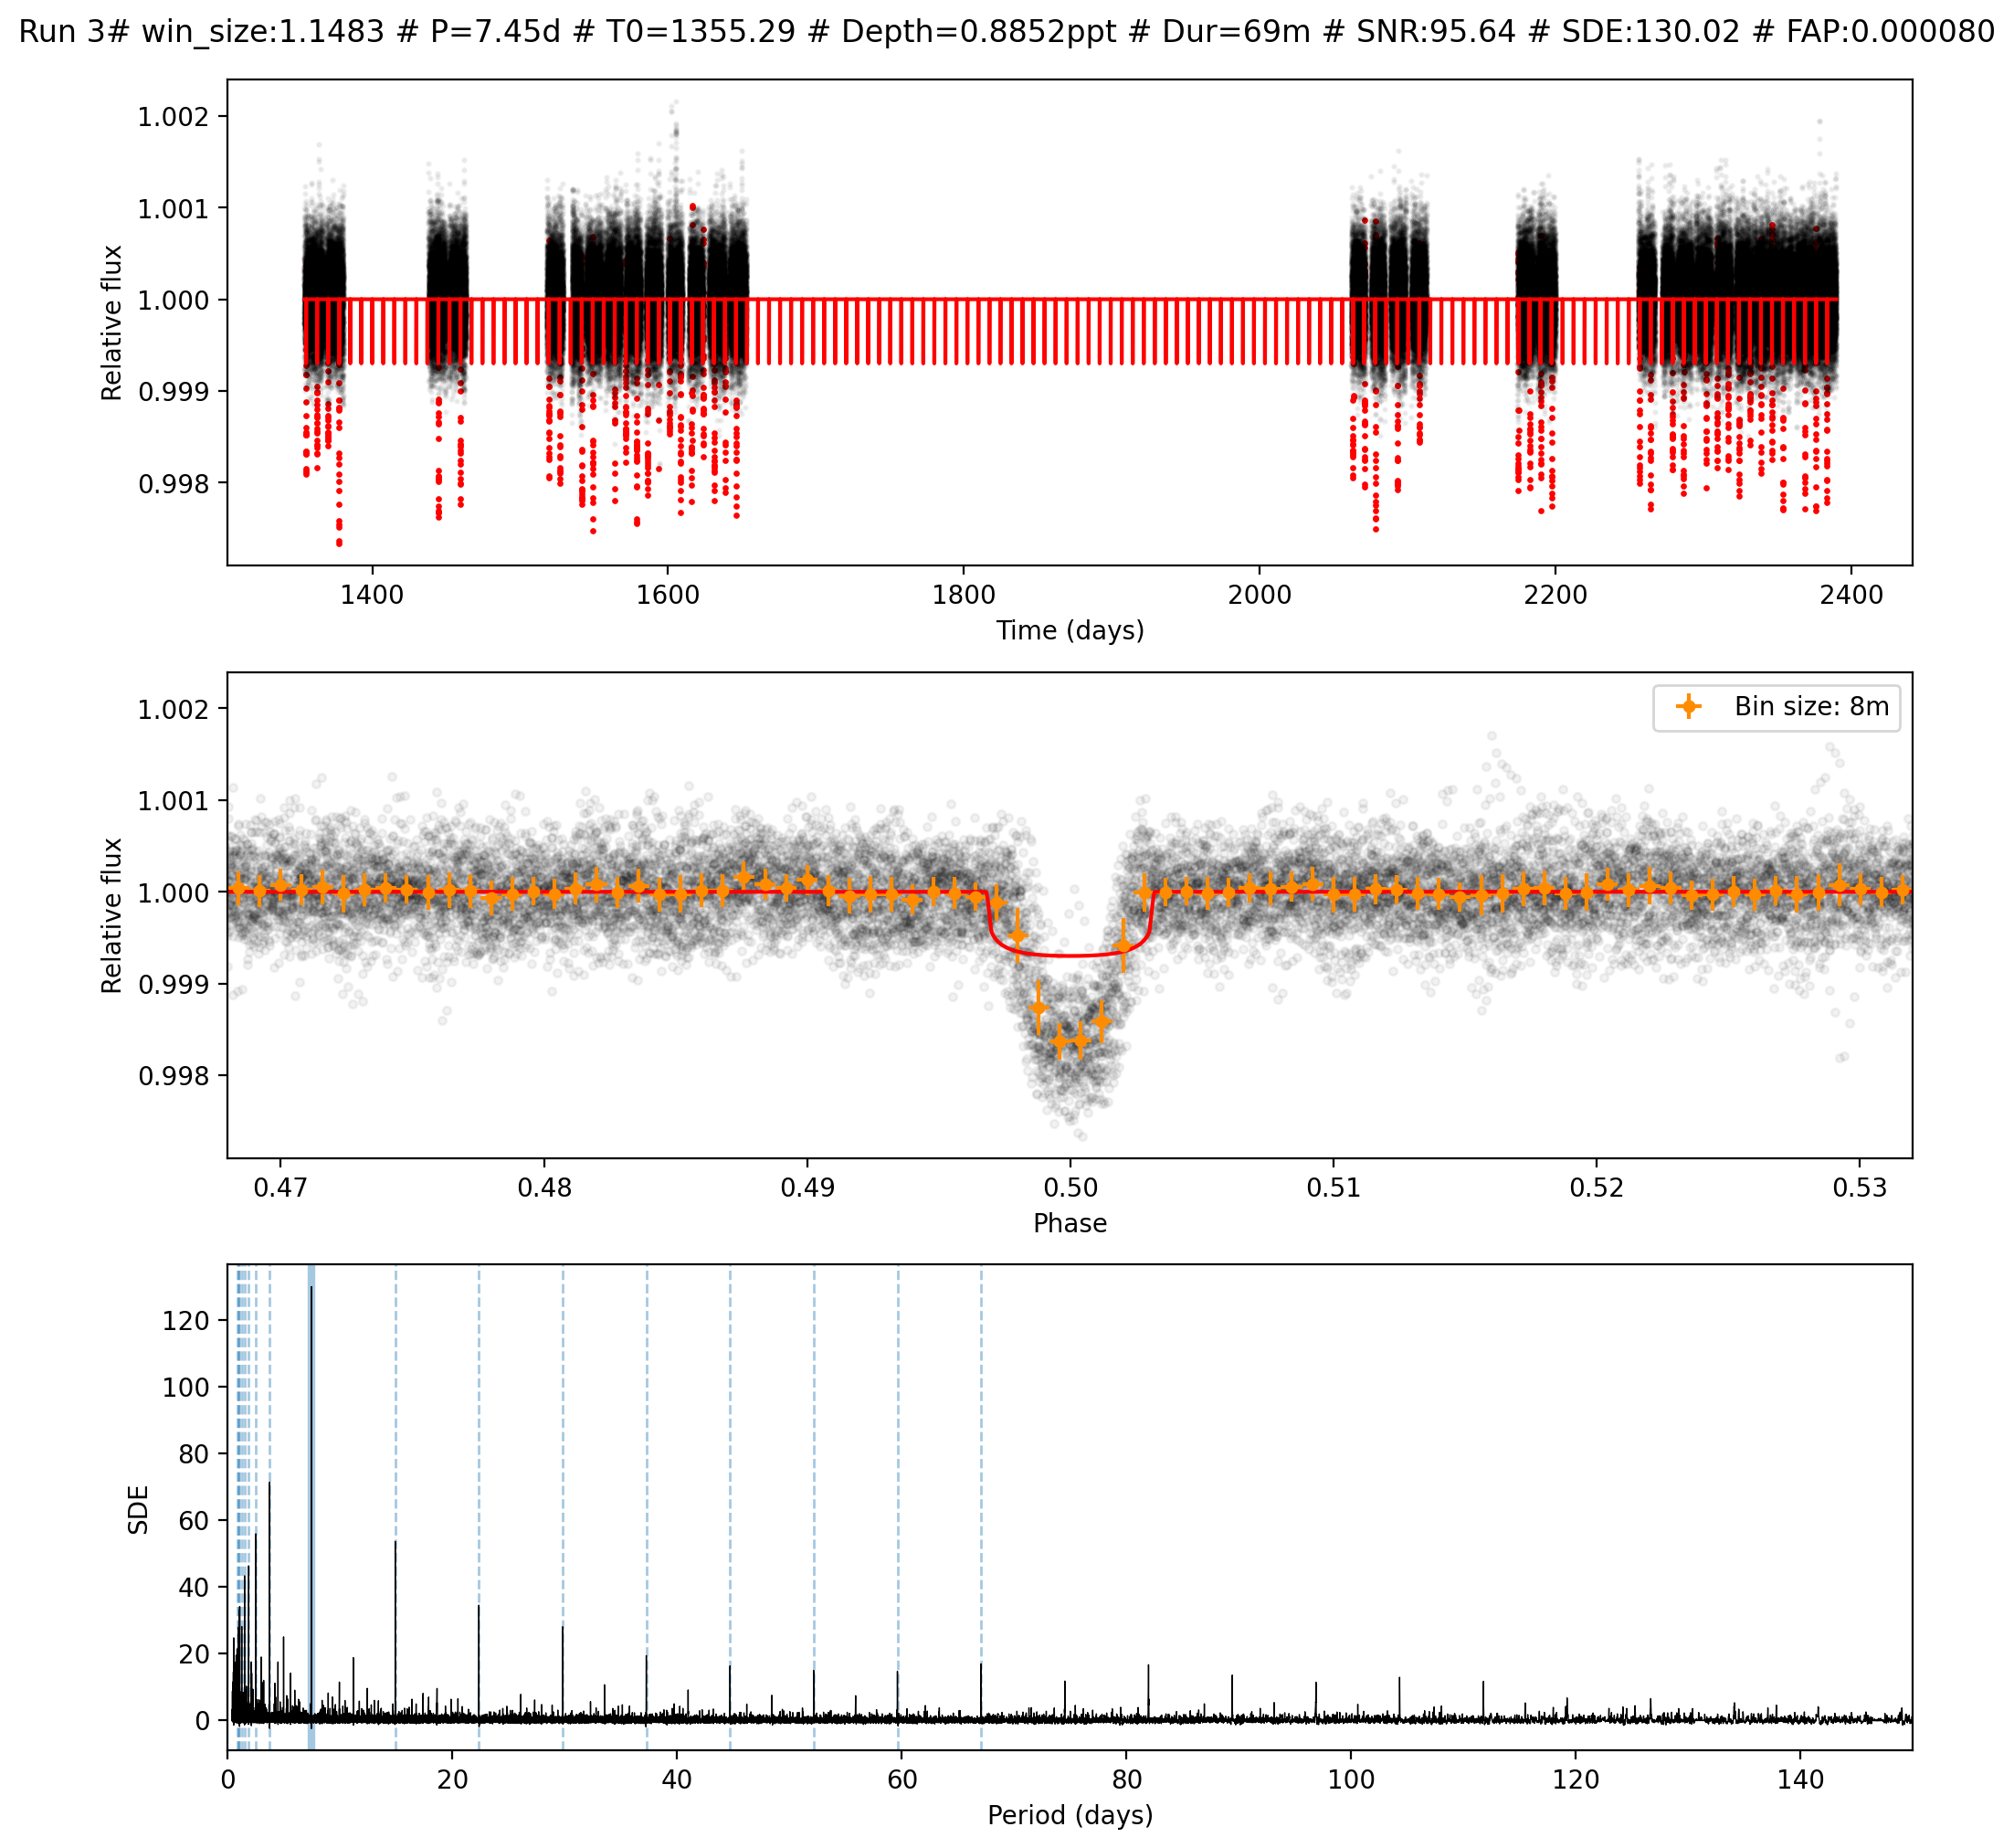 Run 3# win_size:1.1483 # P=7.45d # T0=1355.29 # Depth=0.8852ppt # Dur=69m # SNR:95.64 # SDE:130.02 # FAP:0.000080
1.002
1.001
1.000
0.999
0.998
Relative flux
1400 1600 1800 2000 2200 2400
Time (days)
Bin size: 8m
1.002
1.001
1.000
0.999
0.998
Relative flux
0.47 0.48 0.49 0.50 0.51 0.52 0.53
Phase
120
100
80
60
40
20
0
SDE
0 20 40 60 80 100 120 140
Period (days)